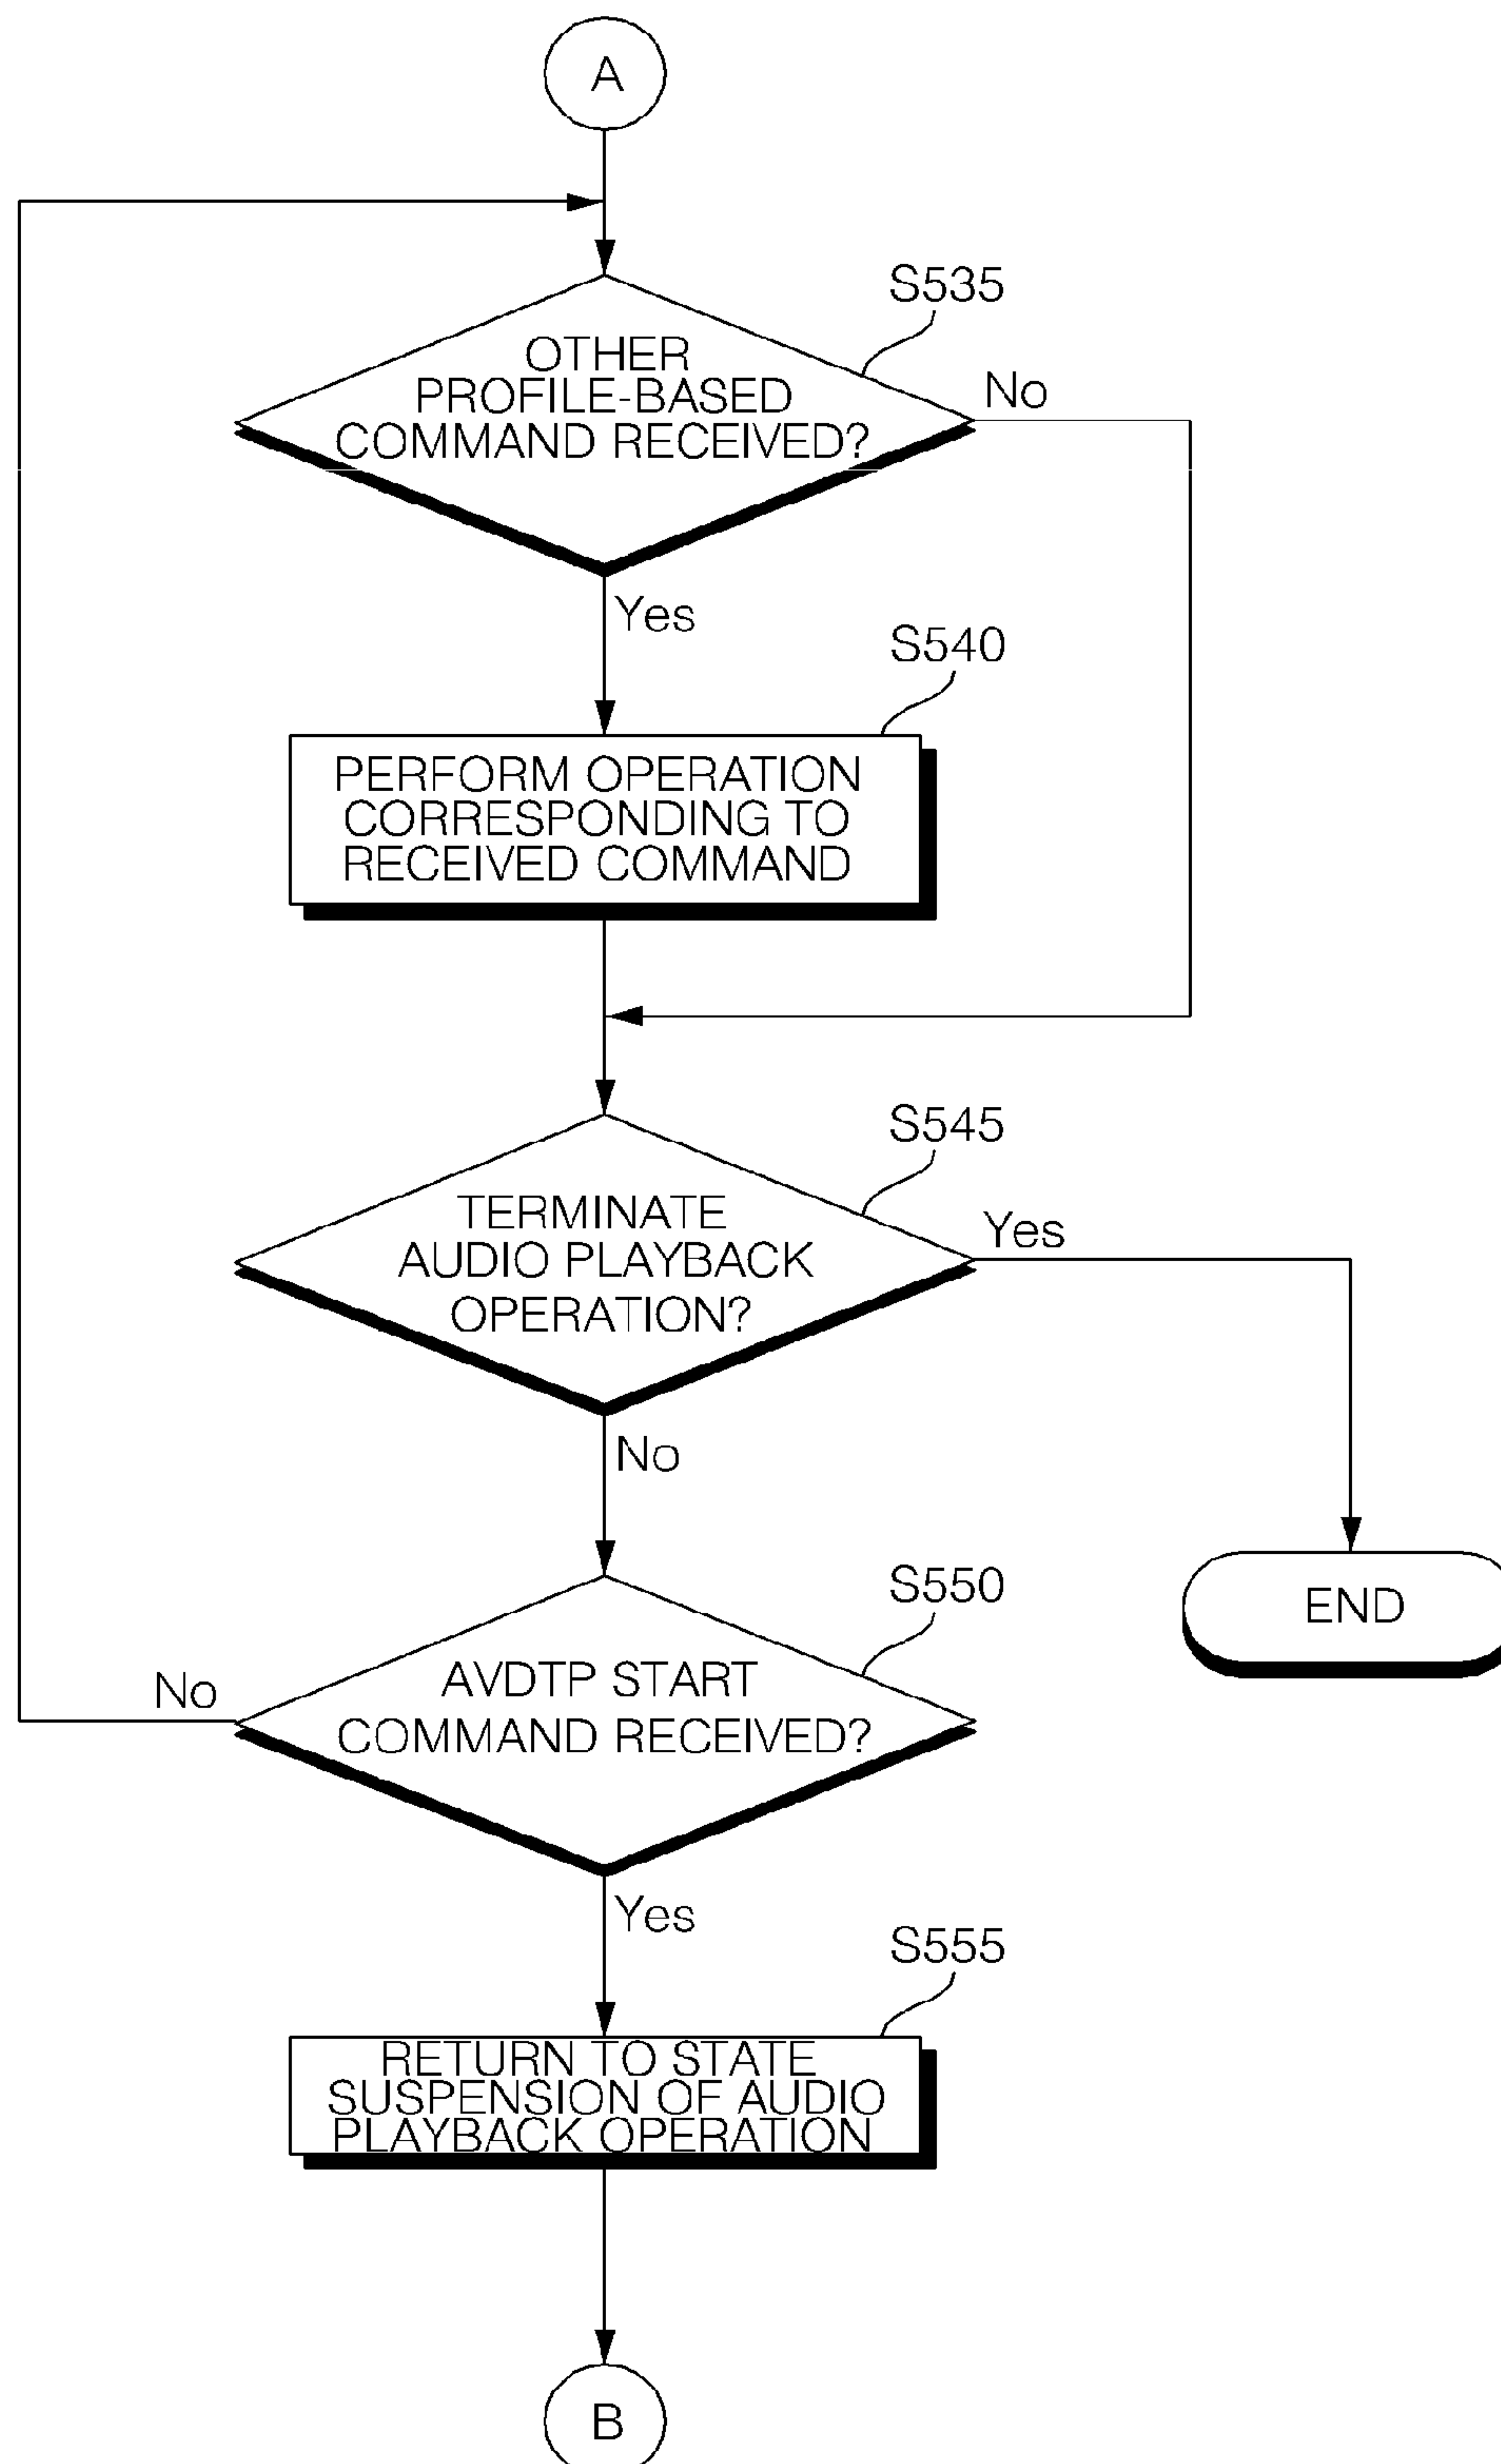 A
S535
OTHER
PROFILE-BASED
COMMAND RECEIVED?
No
Yes
S540
PERFORM OPERATION
CORRESPONDING TO
RECEIVED COMMAND
S545
TERMINATE
AUDIO PLAYBACK
OPERATION?
Yes
No
S550
END
AVDTP START
COMMAND RECEIVED?
No
Yes
S555
RETURN TO STATE
SUSPENSION OF AUDIO
PLAYBACK OPERATION
B